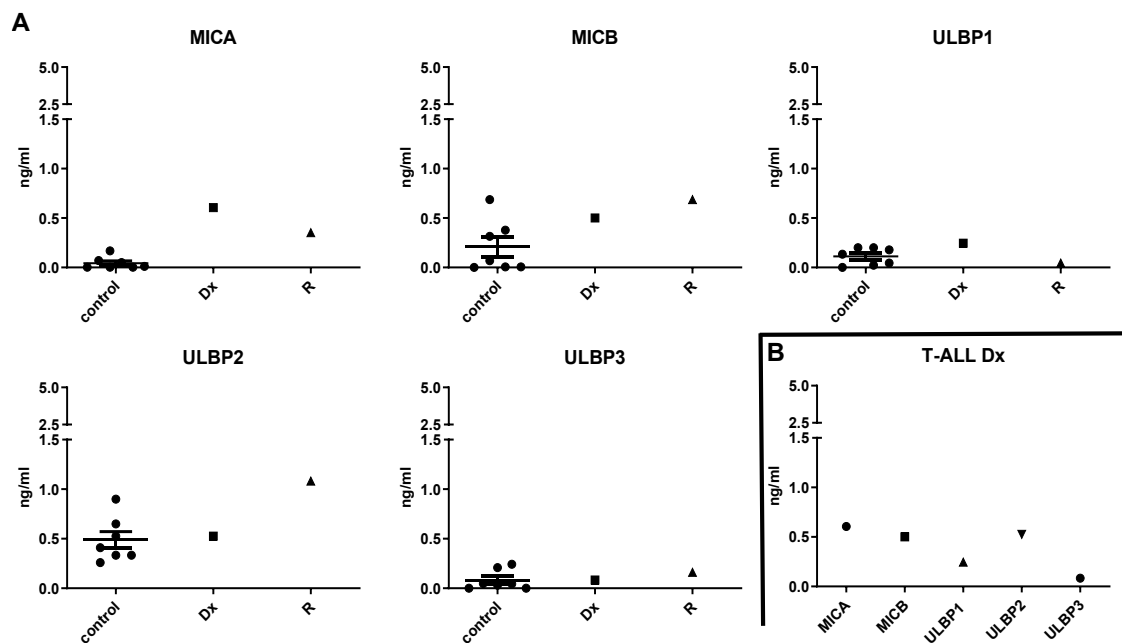 A
MICA
5.0
2.5
1.5
1.0
0.5
0.0
ng/ml
control
Dx
R
MICB
5.0
2.5
1.5
1.0
0.5
0.0
ng/ml
control
Dx
R
ULBP1
5.0
2.5
1.5
1.0
0.5
0.0
ng/ml
control
Dx
R
ULBP2
5.0
2.5
1.5
1.0
0.5
0.0
ng/ml
control
Dx
R
ULBP3
5.0
2.5
1.5
1.0
0.5
0.0
ng/ml
control
Dx
R
B
T-ALL Dx
5.0
2.5
1.5
1.0
0.5
0.0
ng/ml
MICA
MICB
ULBP1
ULBP2
ULBP3